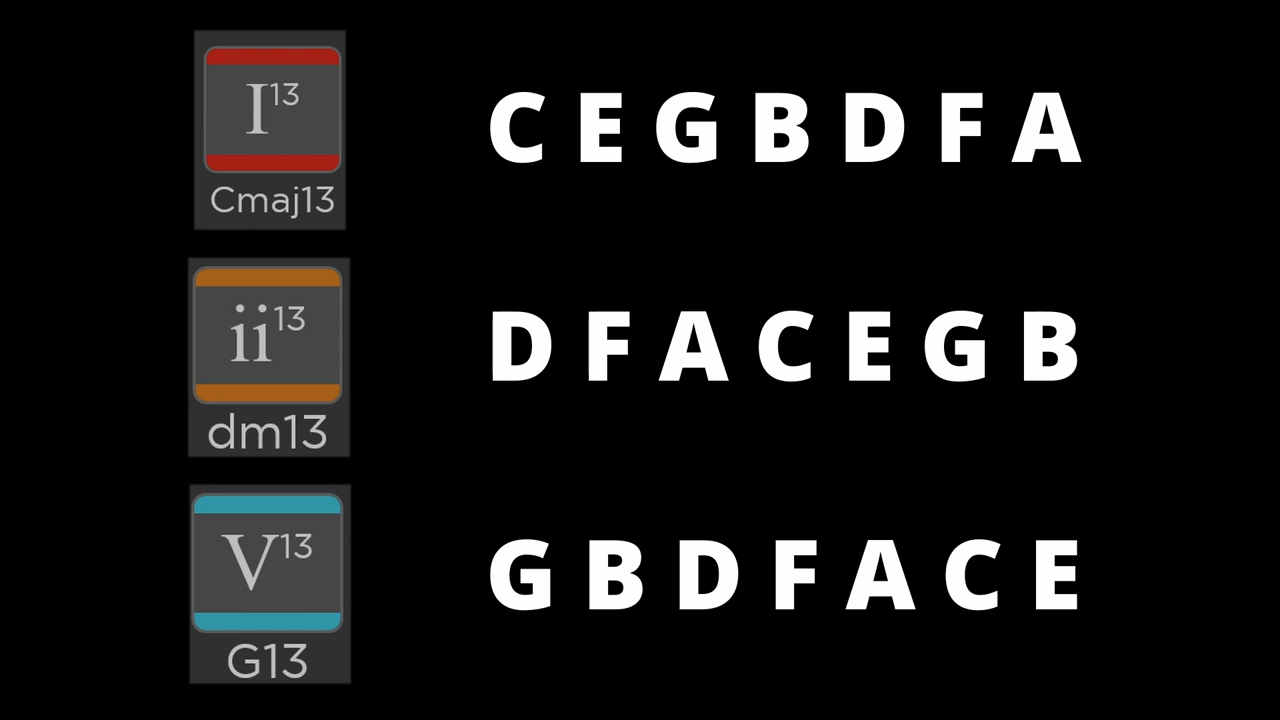 I13
Cmaj13
C E G B D F A
ii13
dm13
D F A C E G B
V13
G13
G B D F A C E